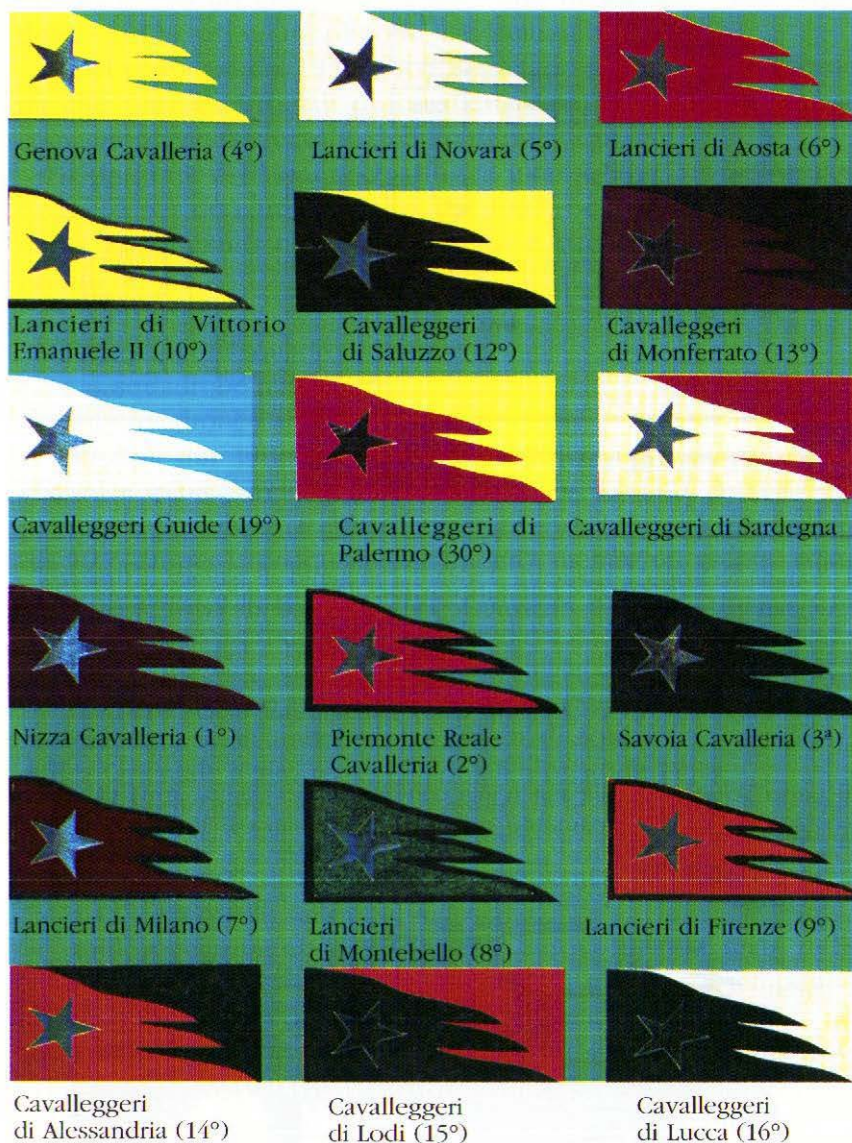 Genova Cavalleria (4°)
Lancieri di Novara (5°)
Lancieri di Aosta (6°)
Lancieri di Vittorio
Emanuele II (10°)
Cavalleggeri
di Saluzzo (12°)
Cavalleggeri
di Monferrato (13°)
Cavalleggeri Guide (19°)
Cavalleggeri di
Palermo (30°)
Cavalleggeri di Sardegna
Nizza Cavalleria (1°)
Piemonte Reale
Cavalleria (2°)
Savoia Cavalleria (3ª)
Lancieri di Milano (7°)
Lancieri
di Montebello (8°)
Lancieri di Firenze (9°)
Cavalleggeri
di Alessandria (14°)
Cavalleggeri
di Lodi (15°)
Cavalleggeri
di Lucca (16°)